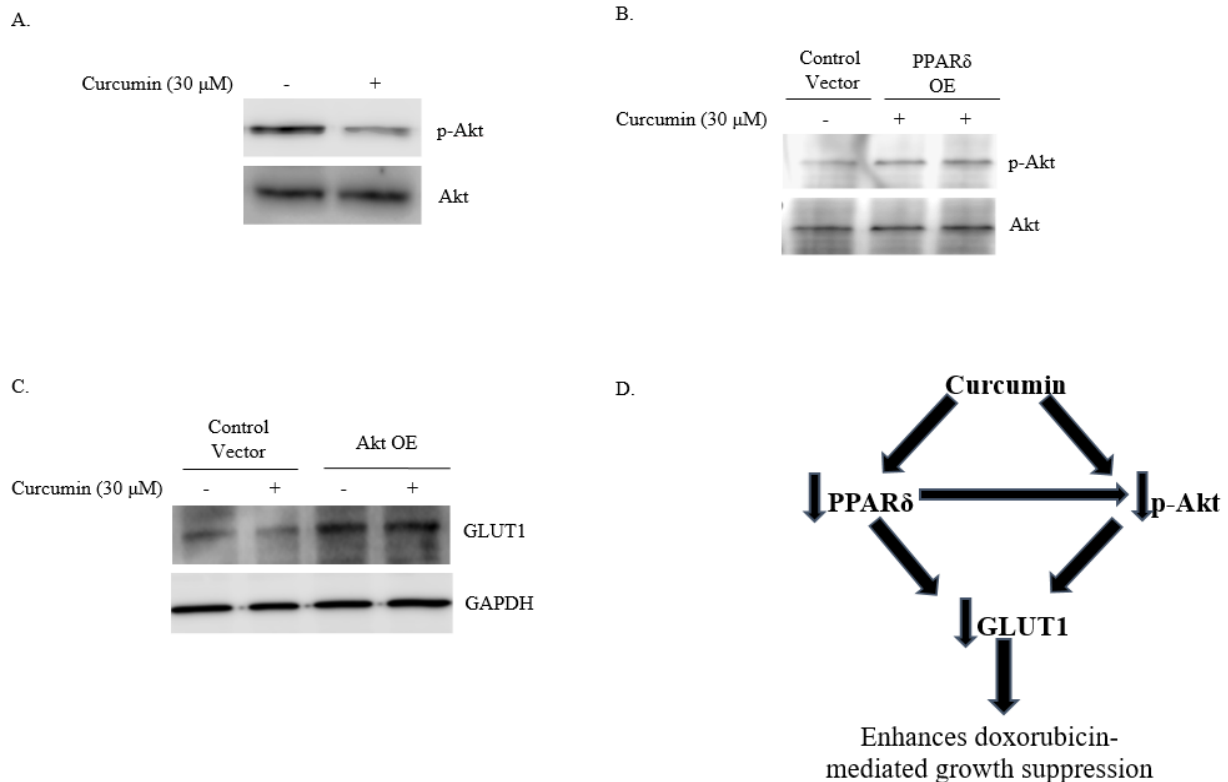 A.
Curcumin (30 μM) - +
p-Akt
Akt
B.
Control
Vector
PPARδ
OE
Curcumin (30 μM) - + +
p-Akt
Akt
C.
Control
Vector
Akt OE
Curcumin (30 μM) - + - +
GLUT1
GAPDH
D.
Curcumin
PPARδ
p-Akt
GLUT1
Enhances doxorubicin-
mediated growth suppression